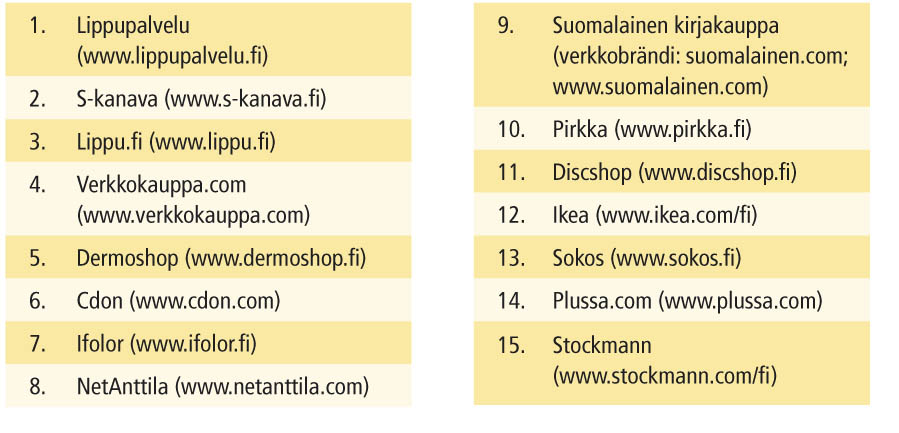 1. Lippupalvelu
(www.lippupalvelu.fi)
2. S-kanava (www.s-kanava.fi)
3. Lippu.fi (www.lippu.fi)
4. Verkkokauppa.com
(www.verkkokauppa.com)
5. Dermoshop (www.dermoshop.fi)
6. Cdon (www.cdon.com)
7. Ifolor (www.ifolor.fi)
8. NetAnttila (www.netanttila.com)
9. Suomalainen kirjakauppa
(verkkobrändi: suomalainen.com;
www.suomalainen.com)
10. Pirkka (www.pirkka.fi)
11. Discshop (www.discshop.fi)
12. Ikea (www.ikea.com/fi)
13. Sokos (www.sokos.fi)
14. Plussa.com (www.plussa.com)
15. Stockmann
(www.stockmann.com/fi)